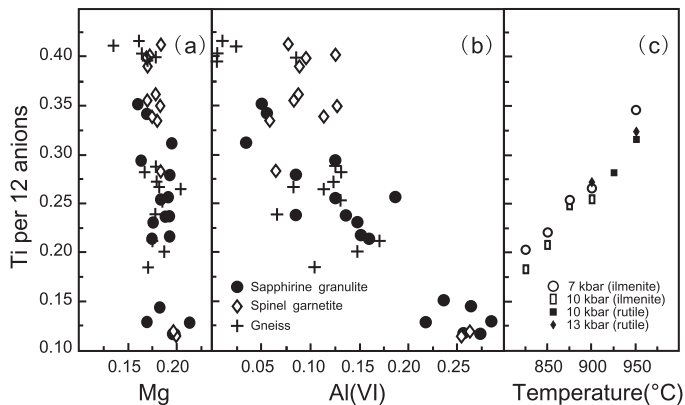 (a)
(b)
(c)
0.40
0.35
0.30
0.25
0.20
0.15
0.10
Ti per 12 anions
Sapphirine granulite
Spinel garnetite
Gneiss
7 kbar (ilmenite)
10 kbar (ilmenite)
10 kbar (rutile)
13 kbar (rutile)
0.15 0.20
0.05 0.10 0.15 0.20 0.25
850 900 950
Mg
Al(VI)
Temperature(°C)